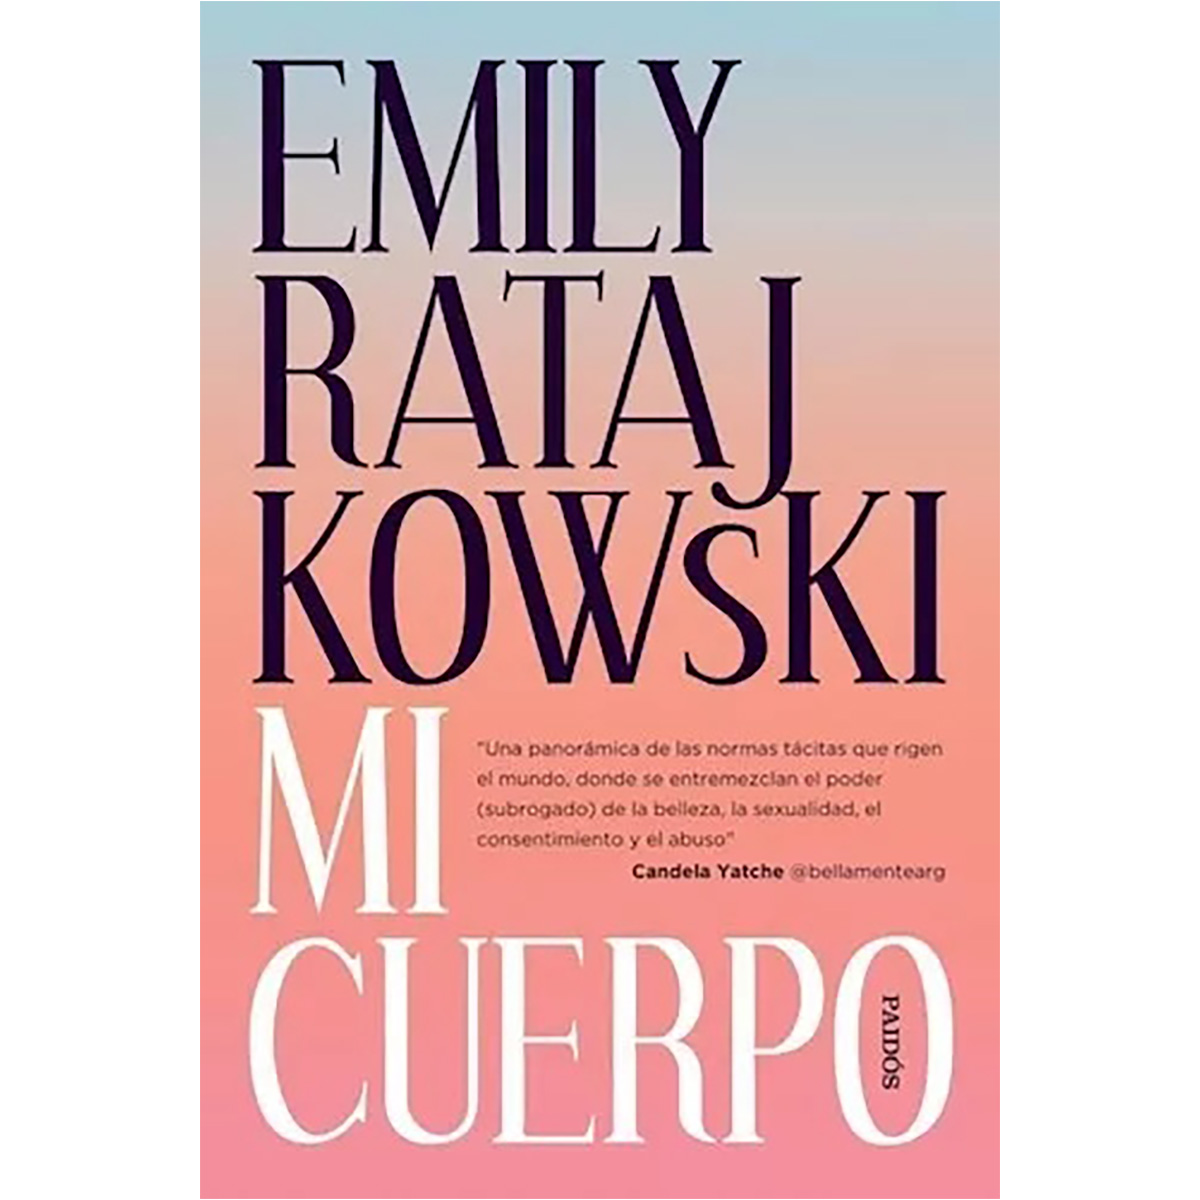 EMILY
RATAJ
KOWSKI
MI
"Una panorámica de las normas tácitas que rigen
el mundo, donde se entremezclan el poder
(subrogado) de la belleza, la sexualidad, el
consentimiento y el abuso"
Candela Yatche @bellamentearg
CUERPO
PAIDÓS